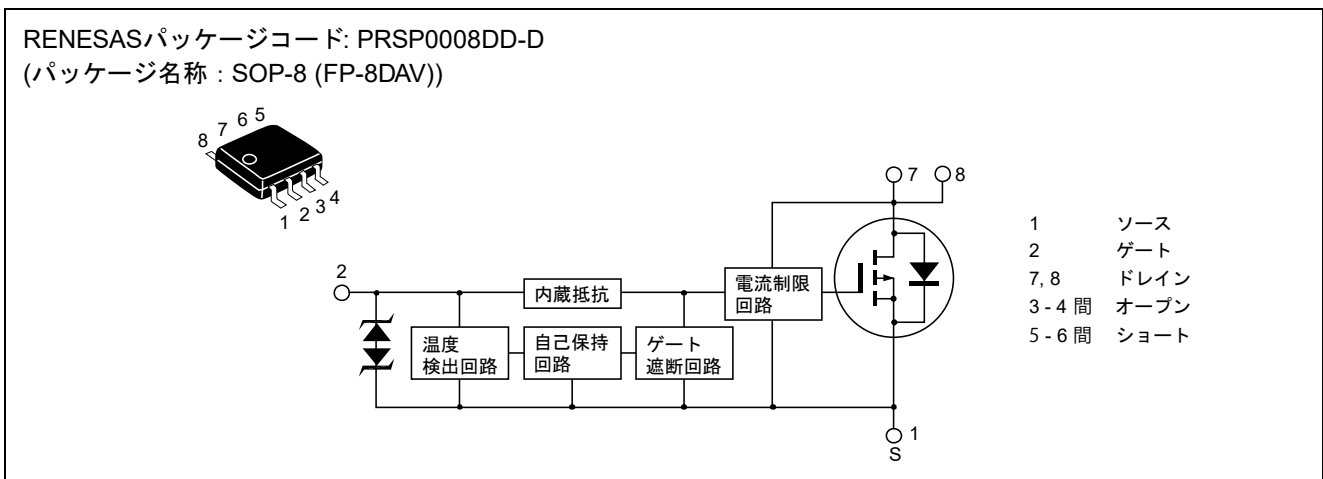 RENESASパッケージコード: PRSP0008DD-D
(パッケージ名称：SOP-8 (FP-8DAV))
8 7 6 5
1 2 3 4
7 8
2
内蔵抵抗
電流制限
回路
温度
検出回路
自己保持
回路
ゲート
遮断回路
1
S
1 ソース
2 ゲート
7, 8 ドレイン
3 - 4 間 オープン
5 - 6 間 ショート